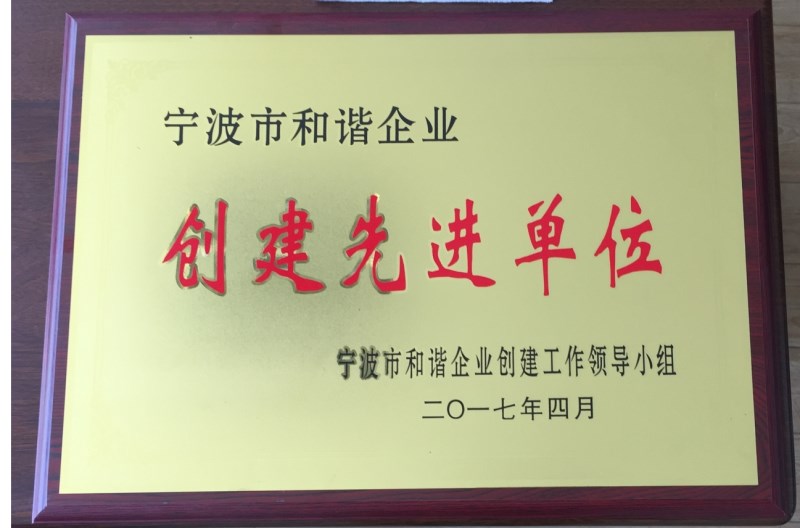 宁波市和谐企业
创建先进单位
宁波市和谐企业创建工作领导小组
二〇一七年四月